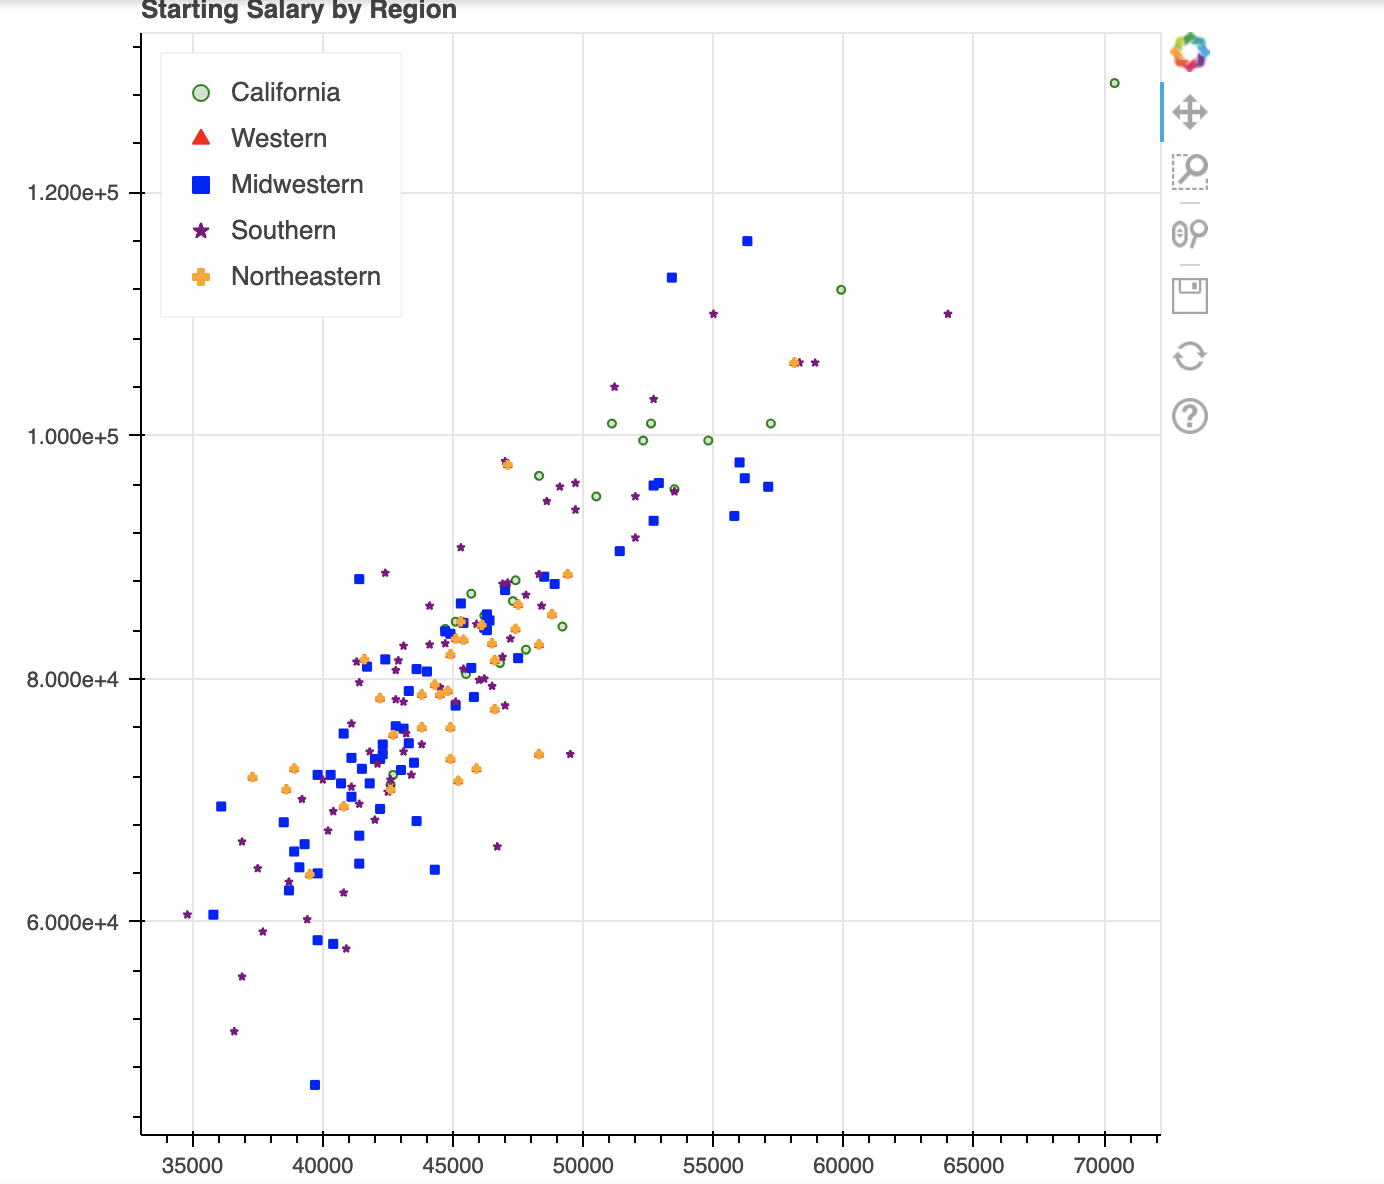 Starting Salary by Region
California
Western
Midwestern
Southern
Northeastern
1.200e+5
1.000e+5
8.000e+4
6.000e+4
35000 40000 45000 50000 55000 60000 65000 70000